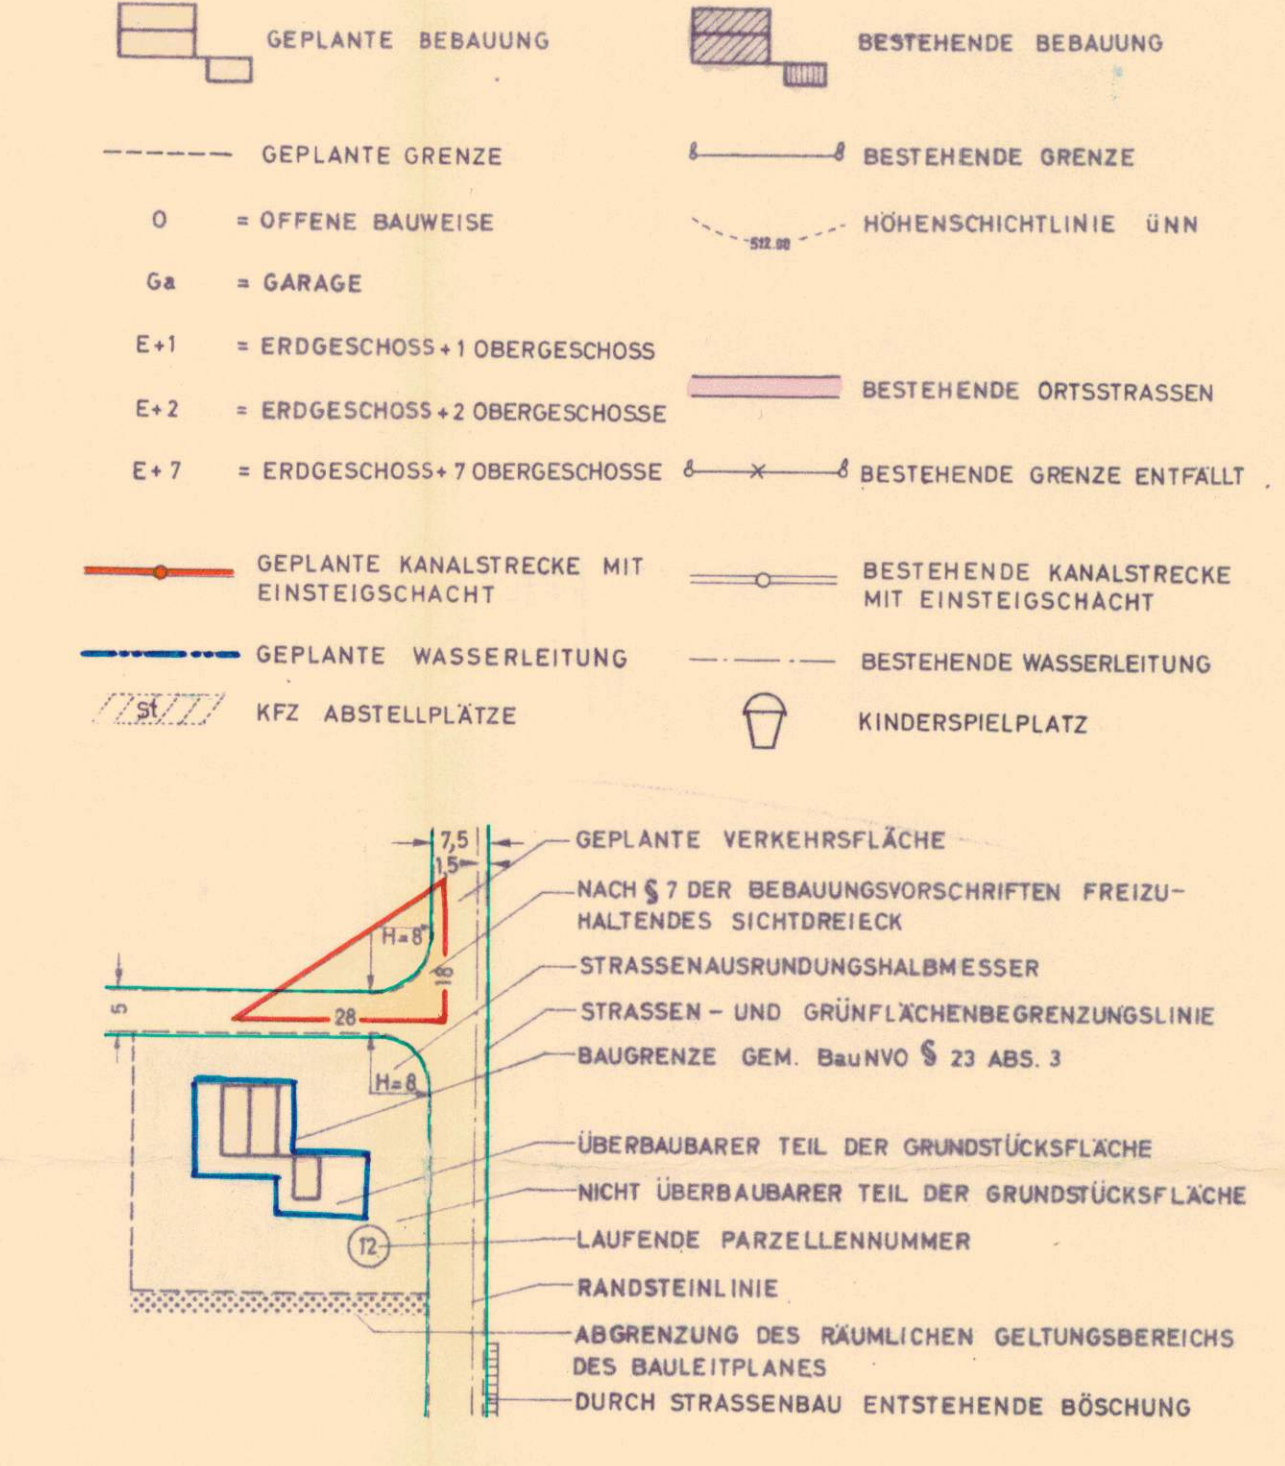 GEPLANTE BEBAUUNG
BESTEHENDE BEBAUUNG
GEPLANTE GRENZE
BESTEHENDE GRENZE
O = OFFENE BAUWEISE
512.00
HÖHENSCHICHTLINIE üNN
Ga = GARAGE
E+1 = ERDGESCHOSS + 1 OBERGESCHOSS
BESTEHENDE ORTSSTRASSEN
E+2 = ERDGESCHOSS + 2 OBERGESCHOSSE
E+7 = ERDGESCHOSS + 7 OBERGESCHOSSE
BESTEHENDE GRENZE ENTFÄLLT
GEPLANTE KANALSTRECKE MIT
EINSTEIGSCHACHT
BESTEHENDE KANALSTRECKE
MIT EINSTEIGSCHACHT
GEPLANTE WASSERLEITUNG
BESTEHENDE WASSERLEITUNG
St
KFZ ABSTELLPLÄTZE
KINDERSPIELPLATZ
7,5
1,5
GEPLANTE VERKEHRSFLÄCHE
NACH § 7 DER BEBAUUNGSVORSCHRIFTEN FREIZU-
HALTENDES SICHTDREIECK
H=8
18
STRASSENAUSRUNDUNGSHALBMESSER
5
28
STRASSEN - UND GRÜNFLÄCHENBEGRENZUNGSLINIE
BAUGRENZE GEM. BauNVO § 23 ABS. 3
H=8
ÜBERBAUBARER TEIL DER GRUNDSTÜCKSFLÄCHE
NICHT ÜBERBAUBARER TEIL DER GRUNDSTÜCKSFLÄCHE
12
LAUFENDE PARZELLENNUMMER
RANDSTEINLINIE
ABGRENZUNG DES RÄUMLICHEN GELTUNGSBEREICHS
DES BAULEITPLANES
DURCH STRASSENBAU ENTSTEHENDE BÖSCHUNG